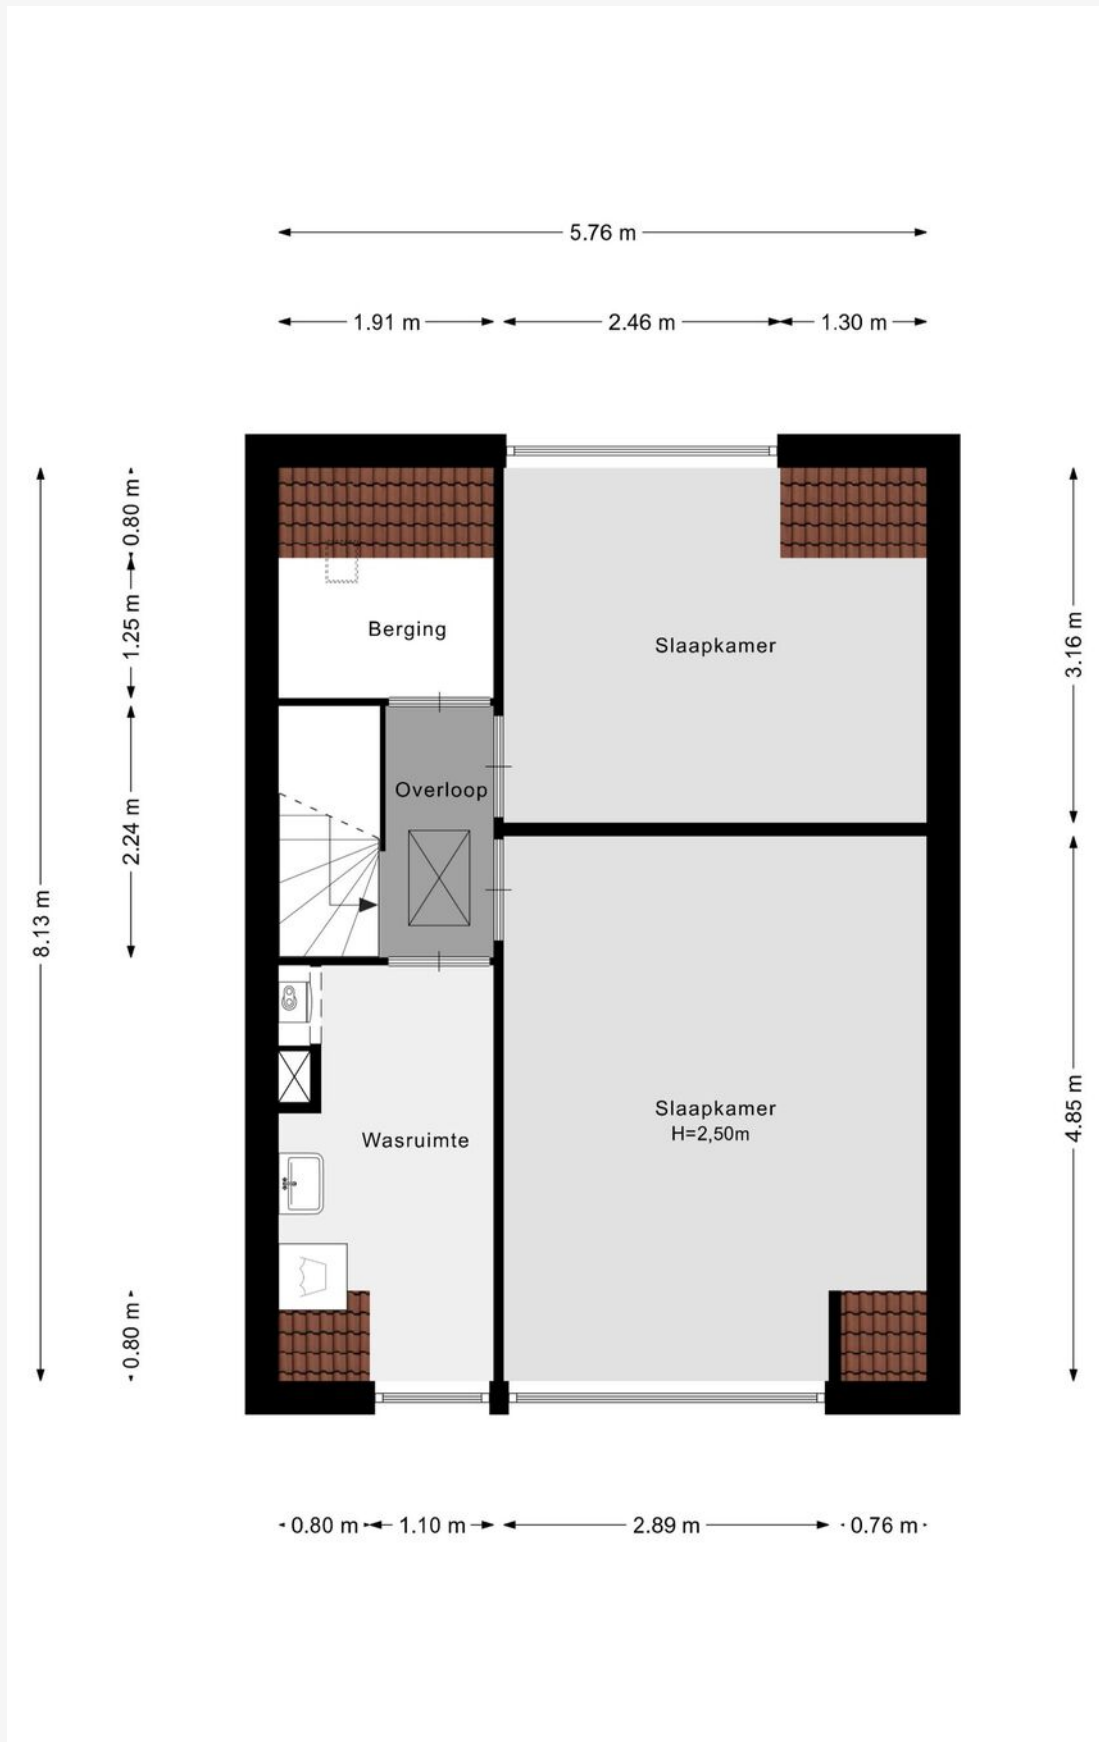 5.76 m
1.91 m
2.46 m
1.30 m
0.80 m
1.25 m
Berging
Slaapkamer
3.16 m
Overloop
2.24 m
8.13 m
Slaapkamer
H=2,50m
4.85 m
Wasruimte
0.80 m
0.80 m
1.10 m
2.89 m
0.76 m